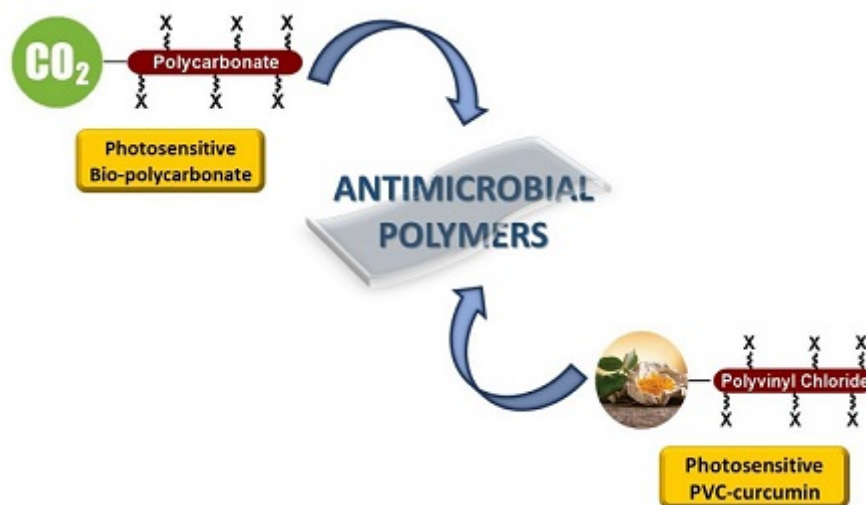 X X X
CO₂ Polycarbonate
X X X
Photosensitive
Bio-polycarbonate
ANTIMICROBIAL
POLYMERS
X X X
Polyvinyl Chloride
X X X
Photosensitive
PVC-curcumin